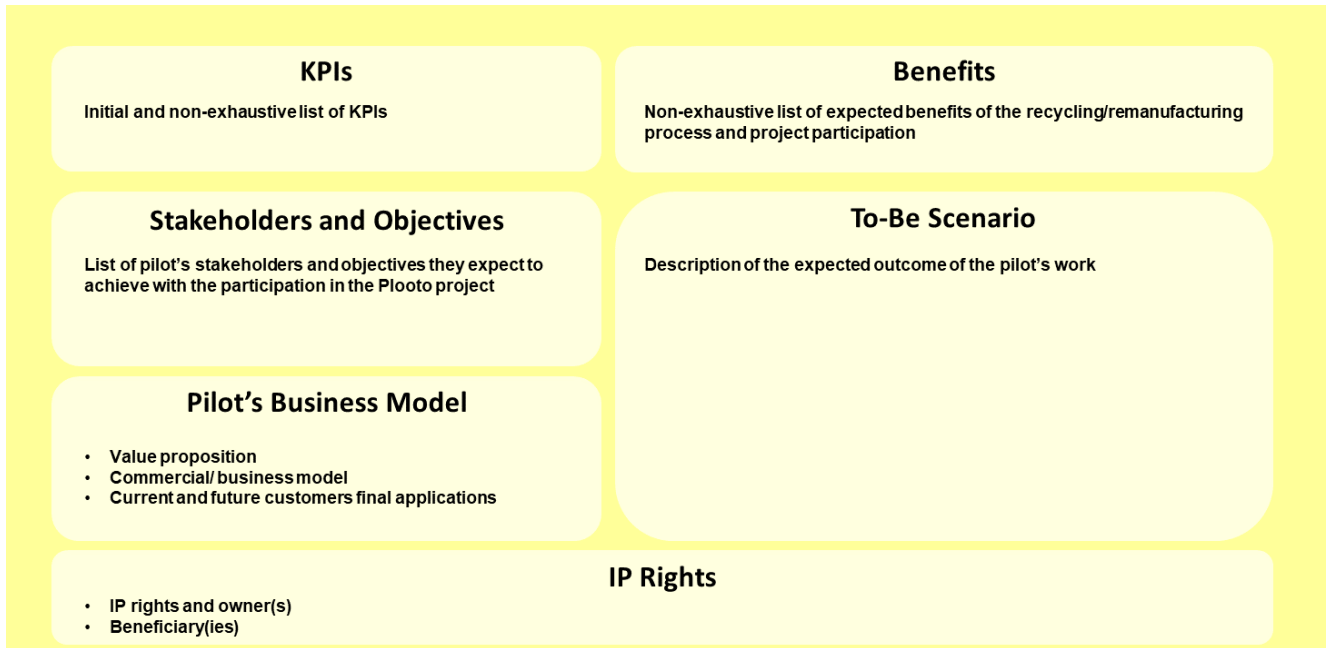 KPIs
Initial and non-exhaustive list of KPIs
Benefits
Non-exhaustive list of expected benefits of the recycling/remanufacturing
process and project participation
Stakeholders and Objectives
List of pilot's stakeholders and objectives they expect to
achieve with the participation in the Plooto project
To-Be Scenario
Description of the expected outcome of the pilot's work
Pilot's Business Model
• Value proposition
• Commercial/ business model
• Current and future customers final applications
IP Rights
• IP rights and owner(s)
• Beneficiary(ies)